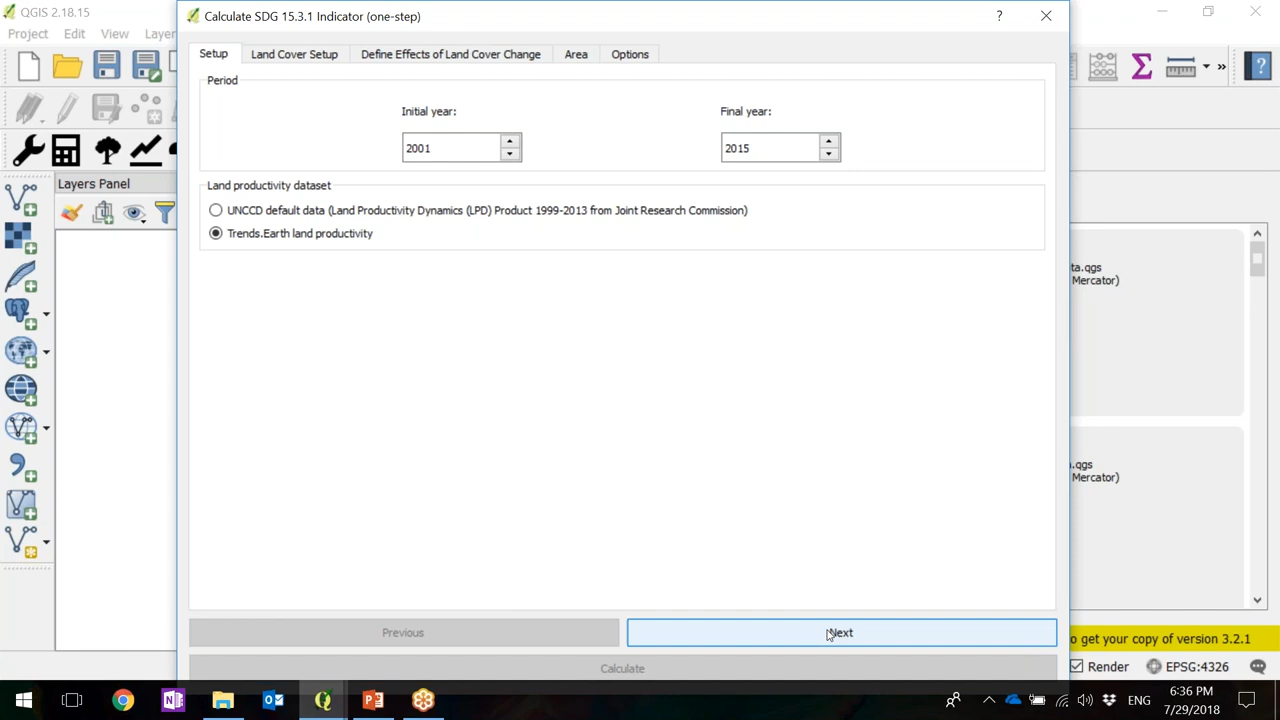 QGIS 2.18.15
Calculate SDG 15.3.1 Indicator (one-step)
?
Project Edit View Laye
Setup
Land Cover Setup
Define Effects of Land Cover Change
Area
Options
Period
Initial year:
Final year:
2001
2015
Layers Panel
Land productivity dataset
UNCCD default data (Land Productivity Dynamics (LPD) Product 1999-2013 from Joint Research Commission)
Trends.Earth land productivity
ta.qgs
Mercator)
.qgs
Mercator)
Previous
Next
Calculate
o get your copy of version 3.2.1
Render
EPSG:4326
ENG
6:36 PM
7/29/2018